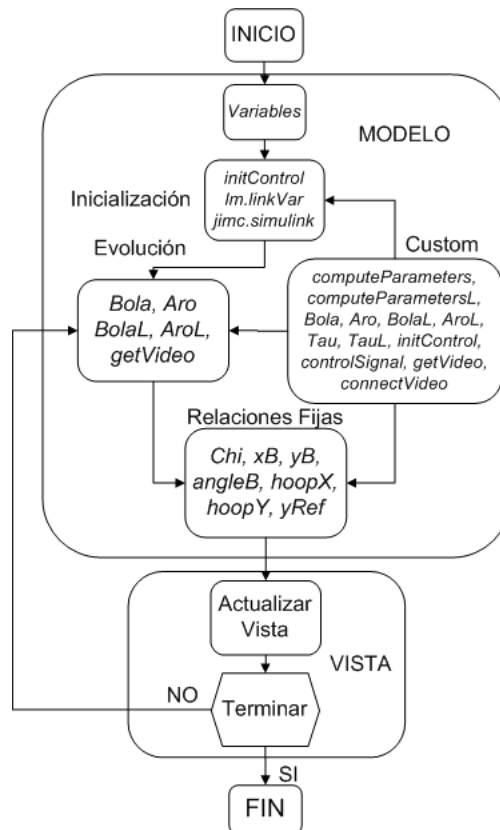 INICIO
Variables
MODELO
Inicialización
initControl
lm.linkVar
jimc.simulink
Evolución
Custom
Bola, Aro
BolaL, AroL,
getVideo
computeParameters,
computeParametersL,
Bola, Aro, BolaL, AroL,
Tau, TauL, initControl,
controlSignal, getVideo,
connectVideo
Relaciones Fijas
Chi, xB, yB,
angleB, hoopX,
hoopY, yRef
Actualizar
Vista
VISTA
NO
Terminar
SI
FIN